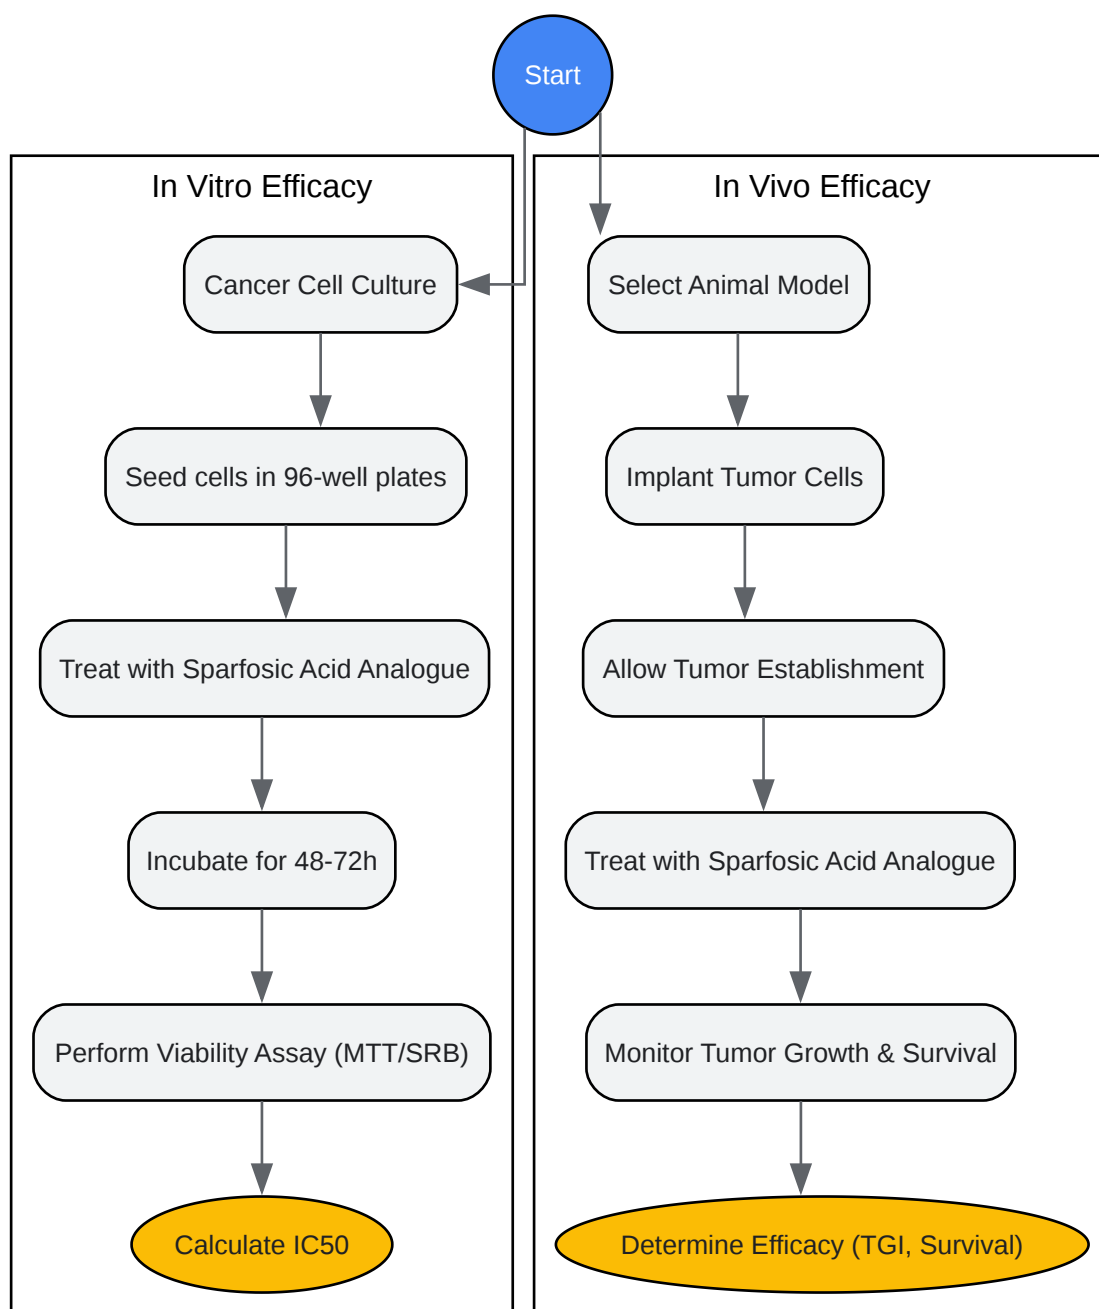 Start
In Vitro Efficacy
Cancer Cell Culture
Seed cells in 96-well plates
Treat with Sparfosic Acid Analogue
Incubate for 48-72h
Perform Viability Assay (MTT/SRB)
Calculate IC50
In Vivo Efficacy
Select Animal Model
Implant Tumor Cells
Allow Tumor Establishment
Treat with Sparfosic Acid Analogue
Monitor Tumor Growth & Survival
Determine Efficacy (TGI, Survival)